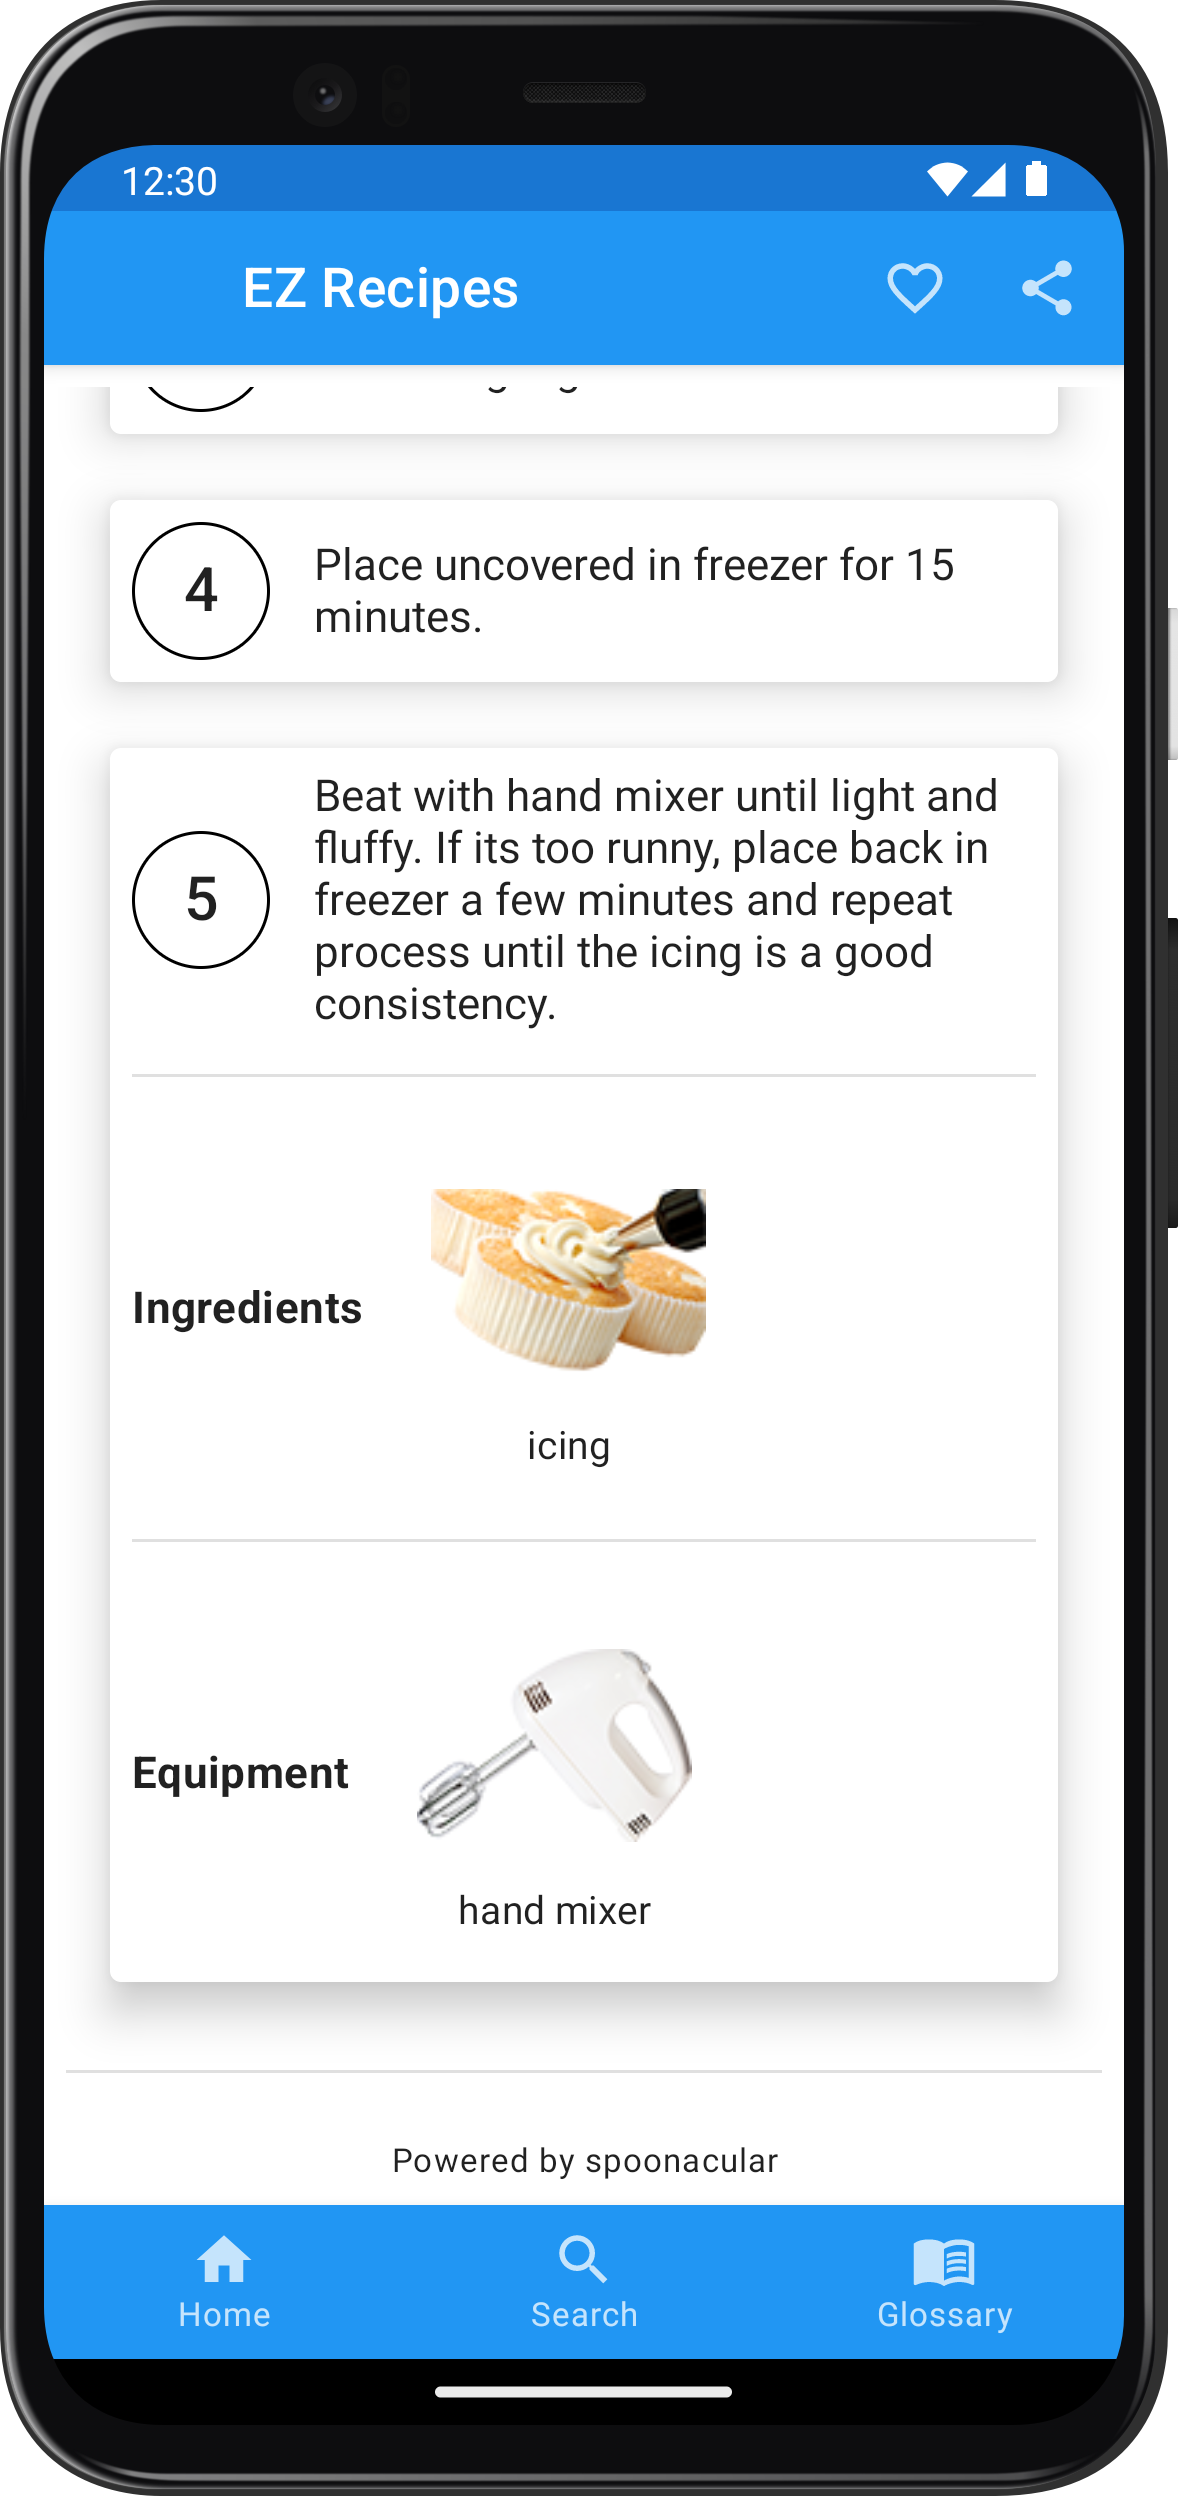 12:30
EZ Recipes
4
Place uncovered in freezer for 15
minutes.
5
Beat with hand mixer until light and
fluffy. If its too runny, place back in
freezer a few minutes and repeat
process until the icing is a good
consistency.
Ingredients
icing
Equipment
hand mixer
Powered by spoonacular
Home
Search
Glossary